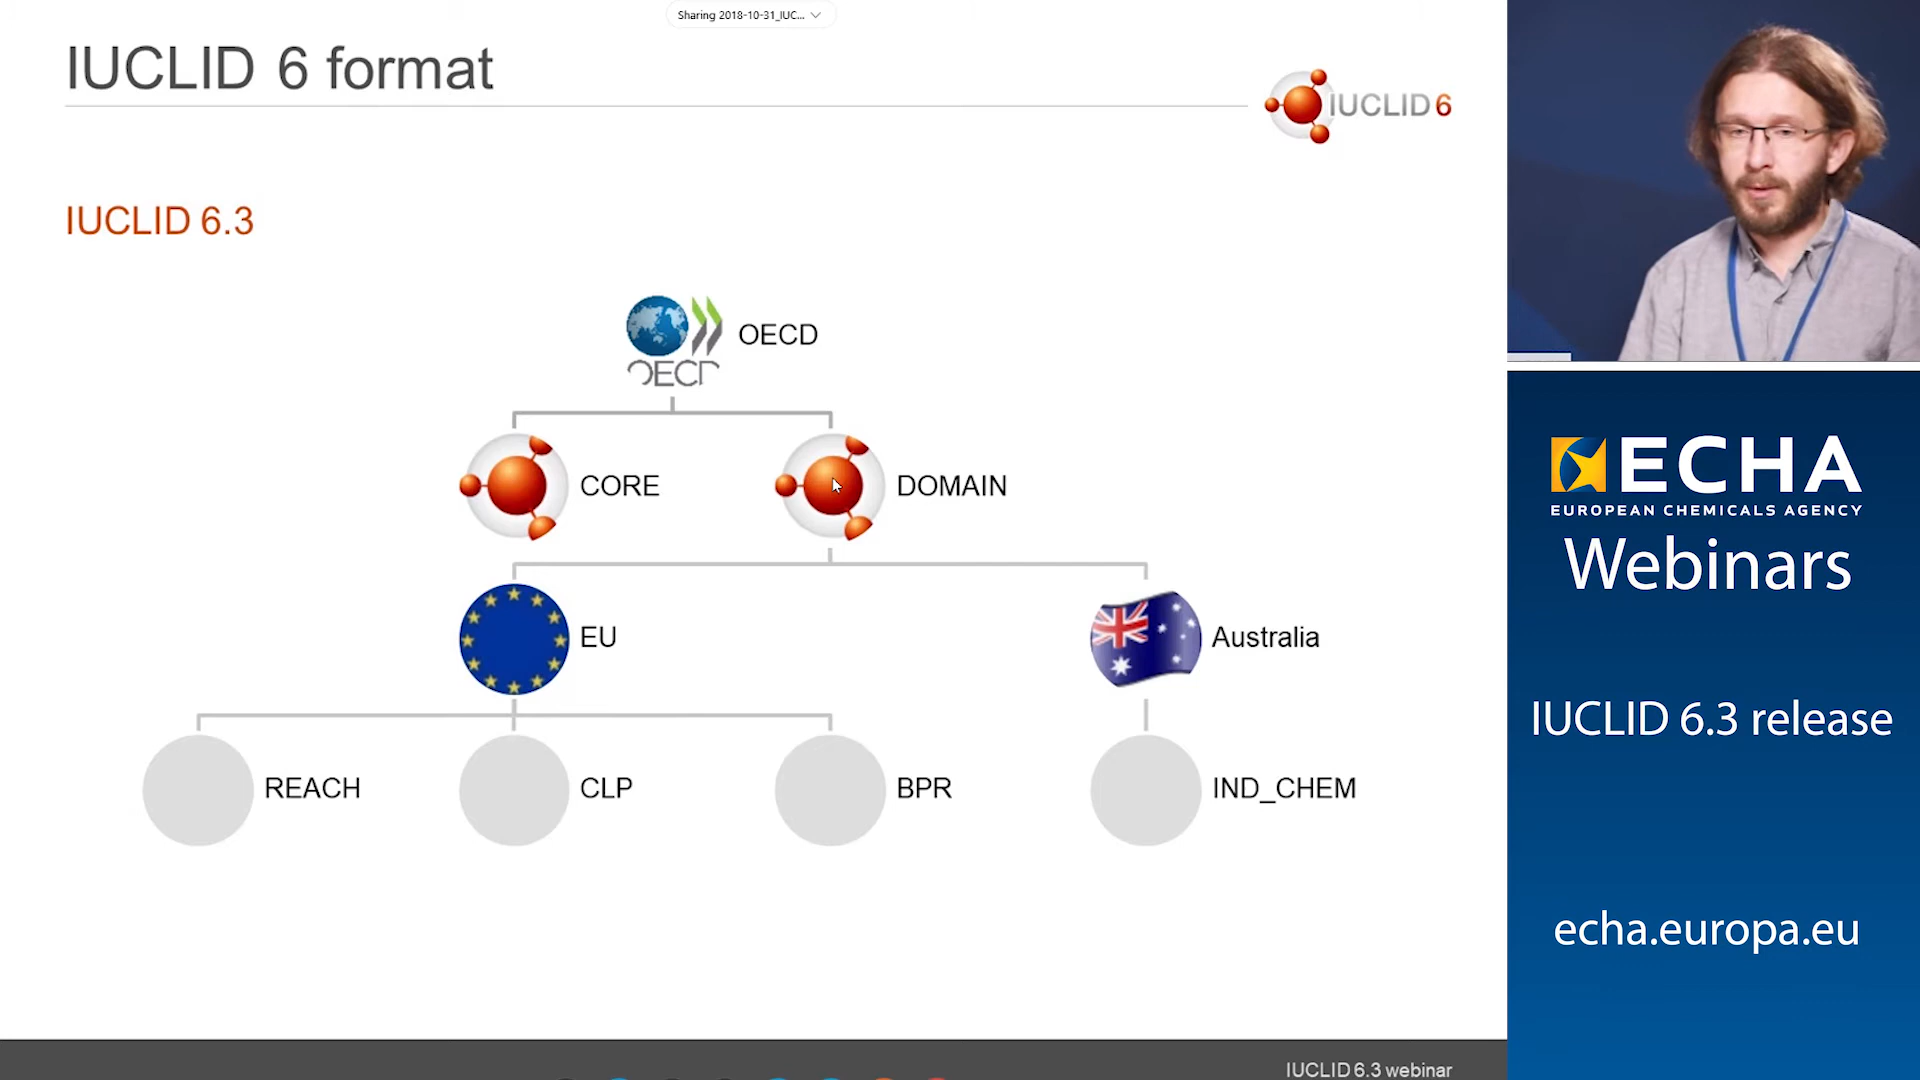 Sharing 2018-10-31_IUC...
IUCLID 6 format
IUCLID 6
IUCLID 6.3
OECD
OECD
CORE
DOMAIN
EU
Australia
REACH
CLP
BPR
IND_CHEM
IUCLID 6.3 webinar
ECHA
EUROPEAN CHEMICALS AGENCY
Webinars
IUCLID 6.3 release
echa.europa.eu